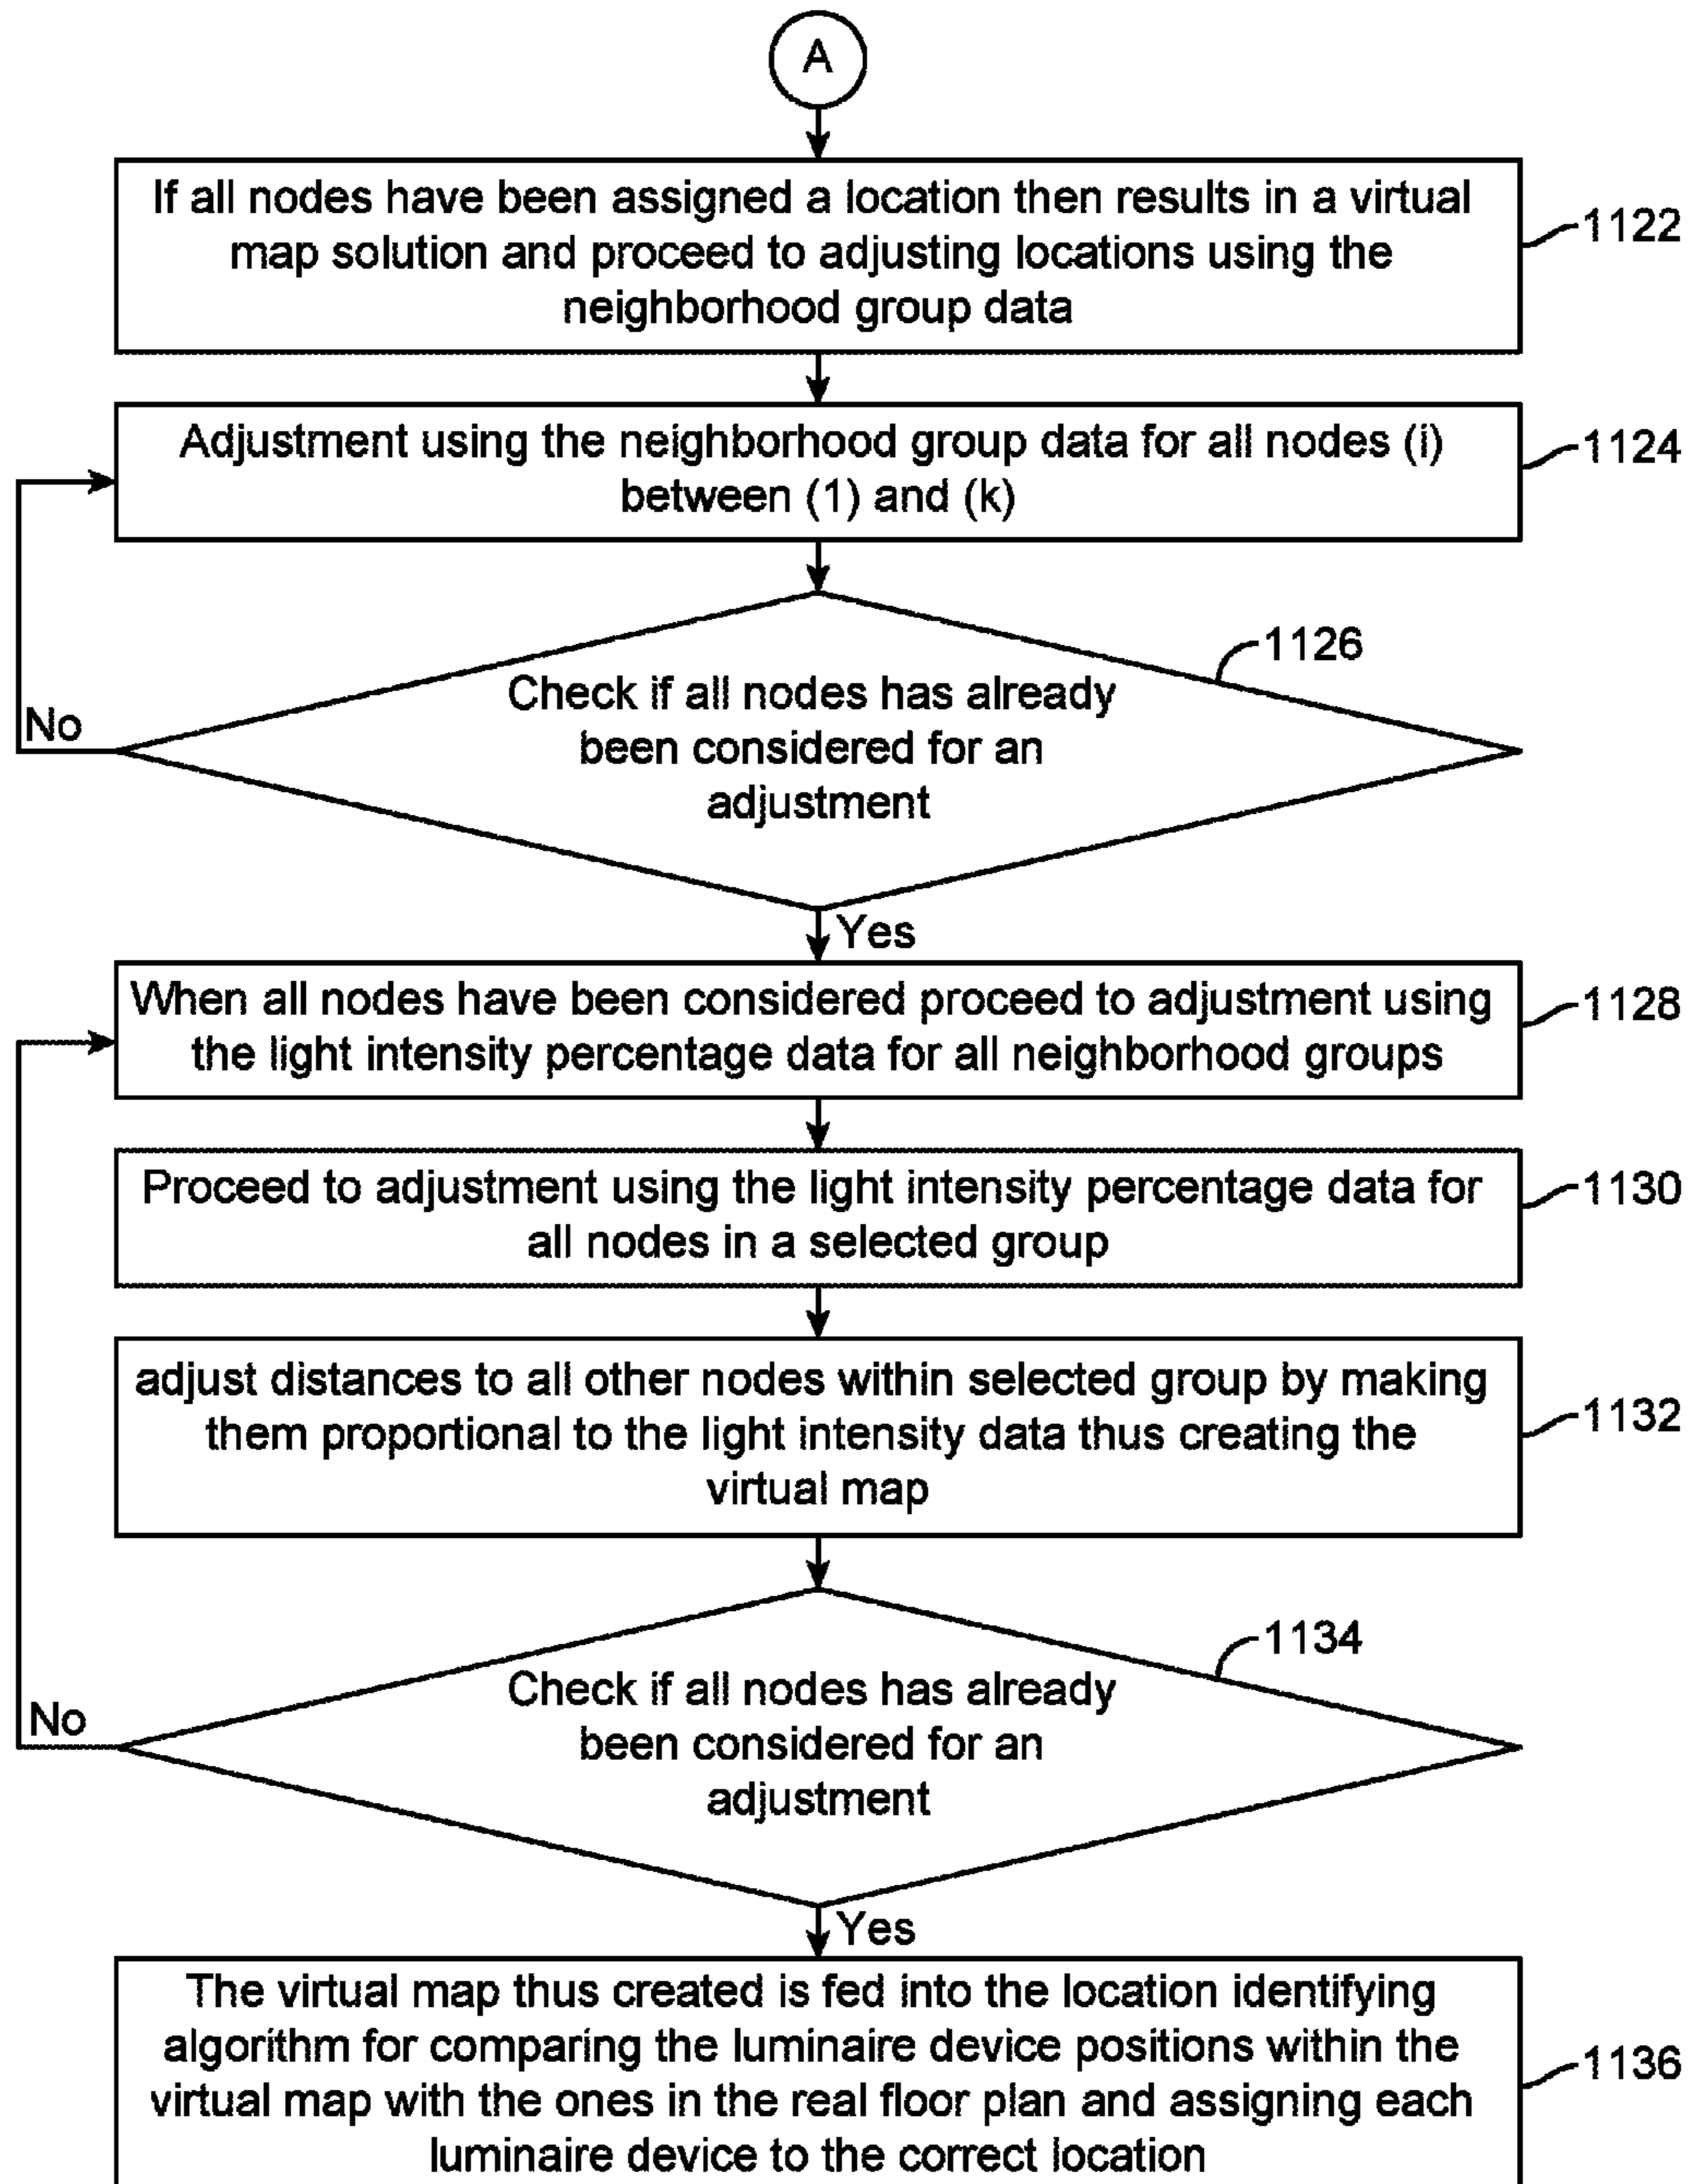 A
If all nodes have been assigned a location then results in a virtual
map solution and proceed to adjusting locations using the
neighborhood group data
1122
Adjustment using the neighborhood group data for all nodes (i)
between (1) and (k)
1124
1126
Check if all nodes has already
been considered for an
adjustment
No
Yes
When all nodes have been considered proceed to adjustment using
the light intensity percentage data for all neighborhood groups
1128
Proceed to adjustment using the light intensity percentage data for
all nodes in a selected group
1130
adjust distances to all other nodes within selected group by making
them proportional to the light intensity data thus creating the
virtual map
1132
1134
Check if all nodes has already
been considered for an
adjustment
No
Yes
The virtual map thus created is fed into the location identifying
algorithm for comparing the luminaire device positions within the
virtual map with the ones in the real floor plan and assigning each
luminaire device to the correct location
1136